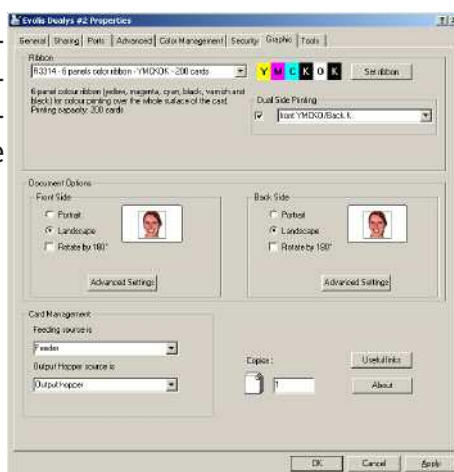 Evolis Dualys #2 Properties
General Sharing Ports Advanced Color Management Security Graphic Tools
Ribbon
R3314 - 6 panels color ribbon - YMCKOK - 200 cards
Y M C K O K
Set ribbon
6 panel colour ribbon (yellow, magenta, cyan, black, varnish and
black) for colour printing over the whole surface of the card.
Printing capacity: 200 cards
Dual Side Printing
front YMCKO/Back K
e
Document Options
Front Side
Portrait
Landscape
Rotate by 180°
Advanced Settings
Back Side
Portrait
Landscape
Rotate by 180°
Advanced Settings
Card Management
Feeding source is
Feeder
Output Hopper source is
Output Hopper
Copies :
1
Useful links
About
OK Cancel Apply